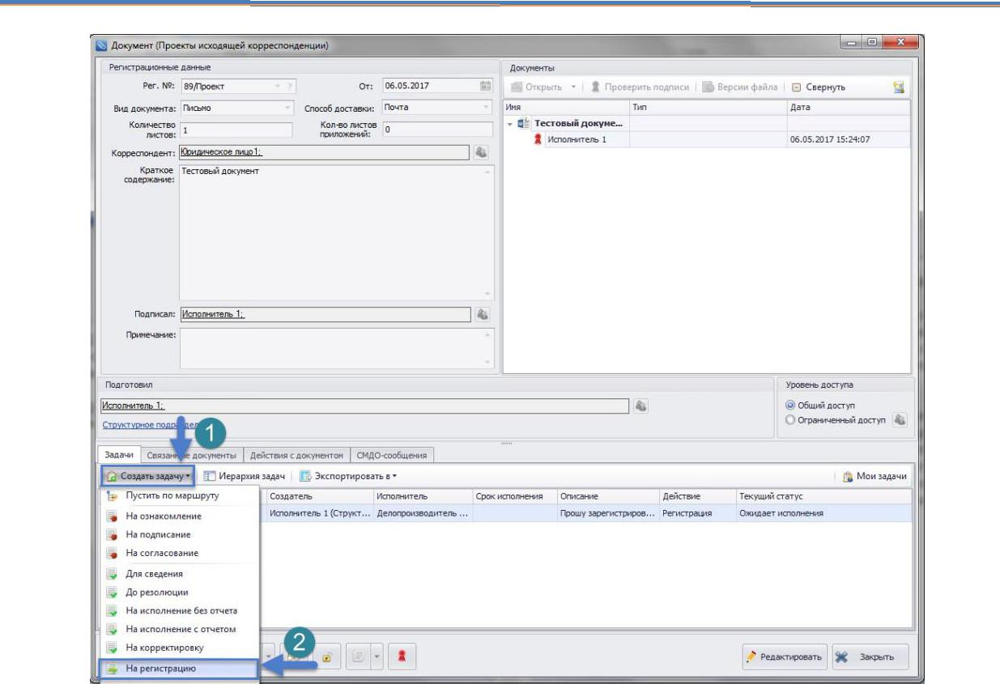 Документ (Проекты исходящей корреспонденции)
Регистрационные данные
Рег. №: 89/Проект ? От: 06.05.2017
Вид документа: Письмо Способ доставки: Почта
Количество листов: 1 Кол-во листов приложений: 0
Корреспондент: Юридическое лицо1;
Краткое содержание: Тестовый документ
Подписал: Исполнитель 1;
Примечание:
Документы
Открыть Проверить подписи Версии файла Свернуть
Имя Тип Дата
Тестовый докуме...
Исполнитель 1 06.05.2017 15:24:07
Подготовил
Исполнитель 1;
Структурное
Уровень доступа
Общий доступ
Ограниченный доступ
1
Задачи Связанные документы Действия с документом СМДО-сообщения
Создать задачу Иерархия задач Экспортировать в Мои задачи
Создатель Исполнитель Срок исполнения Описание Действие Текущий статус
Исполнитель 1 (Структ... Делопроизводитель ... Прошу зарегистриров... Регистрация Ожидает исполнения
Пустить по маршруту
На ознакомление
На подписание
На согласование
Для сведения
До резолюции
На исполнение без отчета
На исполнение с отчетом
На корректировку
На регистрацию
2
Редактировать Закрыть